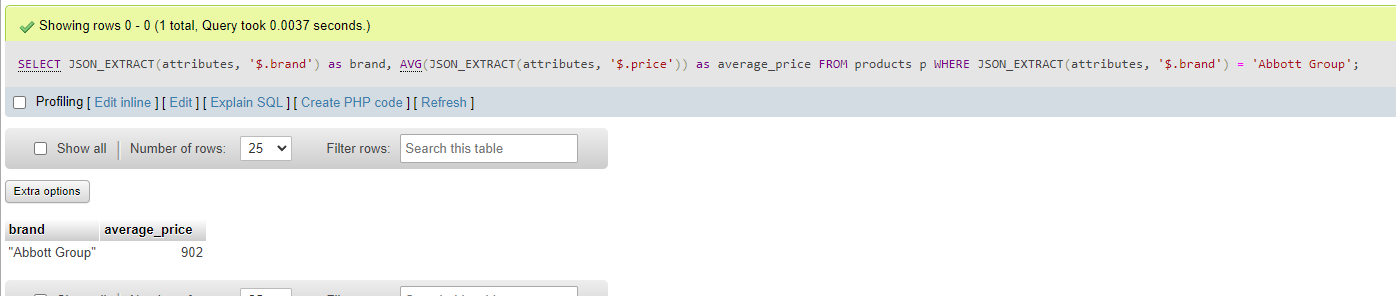 Showing rows 0 - 0 (1 total, Query took 0.0037 seconds.)
SELECT JSON_EXTRACT(attributes, '$.brand') as brand, AVG(JSON_EXTRACT(attributes, '$.price')) as average_price FROM products p WHERE JSON_EXTRACT(attributes, '$.brand') = 'Abbott Group';
Profiling [ Edit inline ] [ Edit ] [ Explain SQL ] [ Create PHP code ] [ Refresh ]
Show all | Number of rows: 25 Filter rows: Search this table
Extra options
brand average_price
"Abbott Group" 902